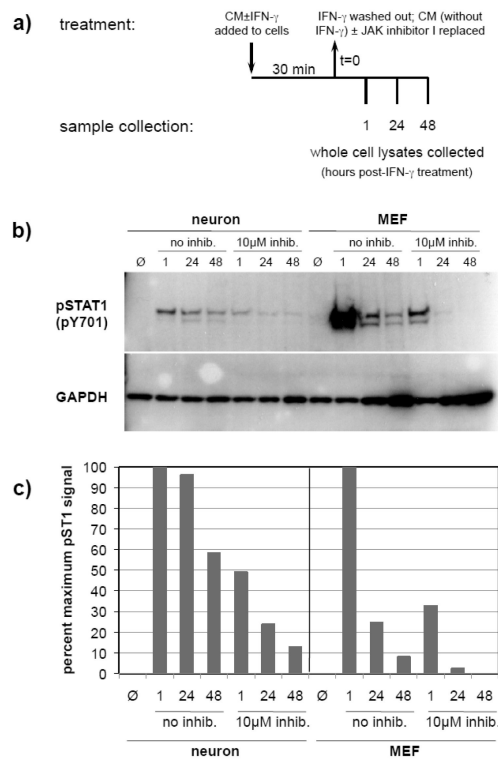 a) treatment: CM±IFN-γ added to cells
IFN-γ washed out; CM (without IFN-γ) ± JAK inhibitor I replaced
30 min t=0
sample collection: 1 24 48
whole cell lysates collected
(hours post-IFN-γ treatment)
b) neuron MEF
no inhib. 10µM inhib. no inhib. 10µM inhib.
Ø 1 24 48 1 24 48 Ø 1 24 48 1 24 48
pSTAT1
(pY701)
GAPDH
c) percent maximum pST1 signal
100
90
80
70
60
50
40
30
20
10
0
Ø 1 24 48 1 24 48 Ø 1 24 48 1 24 48
no inhib. 10µM inhib. no inhib. 10µM inhib.
neuron MEF